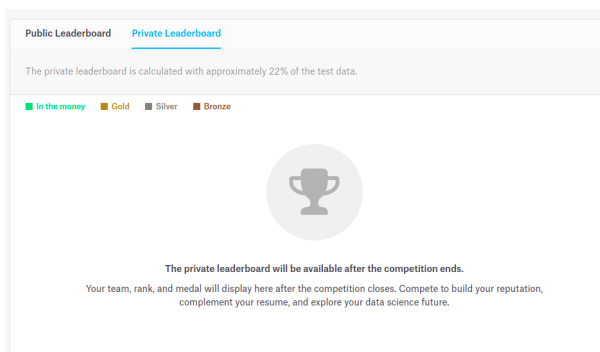 Public Leaderboard Private Leaderboard
The private leaderboard is calculated with approximately 22% of the test data.
In the money Gold Silver Bronze
The private leaderboard will be available after the competition ends.
Your team, rank, and medal will display here after the competition closes. Compete to build your reputation,
complement your resume, and explore your data science future.